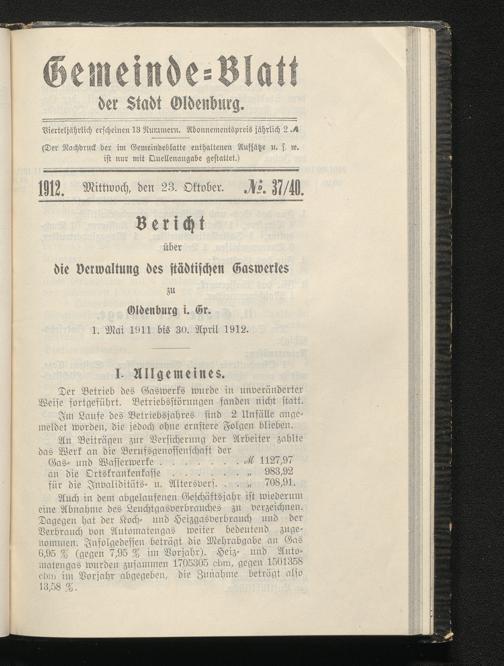 Gemeinde=Blatt
der Stadt Oldenburg.
Vierteljährlich erscheinen 13 Nummern. Abonnementspreis jährlich 2 ℳ
(Der Nachdruck der im Gemeindeblatte enthaltenen Aufsätze u. s. w.
ist nur mit Quellenangabe gestattet.)
1912. Mittwoch, den 23. Oktober. №. 37/40.
Bericht
über
die Verwaltung des städtischen Gaswerkes
zu
Oldenburg i. Gr.
1. Mai 1911 bis 30. April 1912.
I. Allgemeines.
Der Betrieb des Gaswerks wurde in unveränderter
Weise fortgeführt. Betriebsstörungen fanden nicht statt.
Im Laufe des Betriebsjahres sind 2 Unfälle ange-
meldet worden, die jedoch ohne ernstere Folgen blieben.
An Beiträgen zur Versicherung der Arbeiter zahlte
das Werk an die Berufsgenossenschaft der
Gas- und Wasserwerke . . . . . . . ℳ 1127,97
an die Ortskrankenkasse . . . . . . . „ 983,92
für die Invaliditäts- u. Altersvers. . . „ 708,91.
Auch in dem abgelaufenen Geschäftsjahr ist wiederum
eine Abnahme des Leuchtgasverbrauches zu verzeichnen.
Dagegen hat der Koch- und Heizgasverbrauch und der
Verbrauch von Automatengas weiter bedeutend zuge-
nommen. Infolgedessen beträgt die Mehrabgabe an Gas
6,95 % (gegen 7,95 % im Vorjahr). Heiz- und Auto-
matengas wurden zusammen 1705305 cbm, gegen 1501358
cbm im Vorjahr abgegeben, die Zunahme beträgt also
13,58 %.